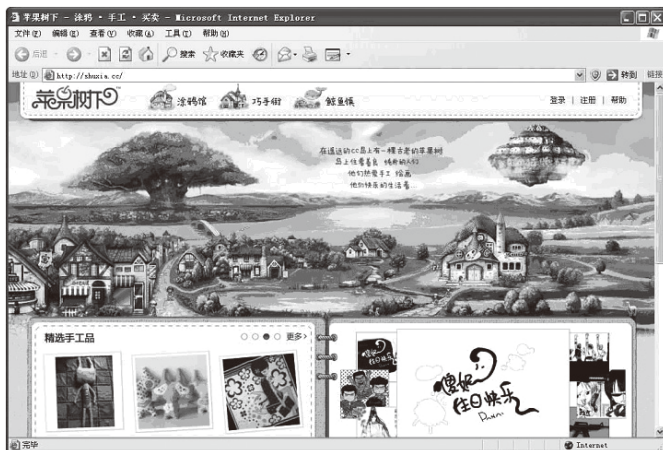 苹果树下 - 涂鸦 · 手工 · 买卖 - Microsoft Internet Explorer
文件(F) 编辑(E) 查看(V) 收藏(A) 工具(T) 帮助(H)
后退 搜索 收藏夹
地址(D) http://shuxia.cc/ 转到 链接
苹果树下 涂鸦馆 巧手街 鲸鱼镇 登录 | 注册 | 帮助
在遥远的CC岛上有一棵古老的苹果树
岛上住着善良 纯朴的人们
他们热爱手工 绘画
他们快乐的生活着
精选手工品 更多>
傻妞
生日快乐
完毕 Internet